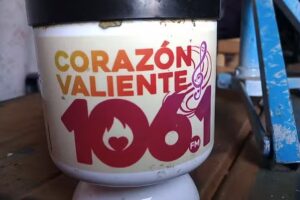 CORAZÓN
VALIENTE
106.1
FM